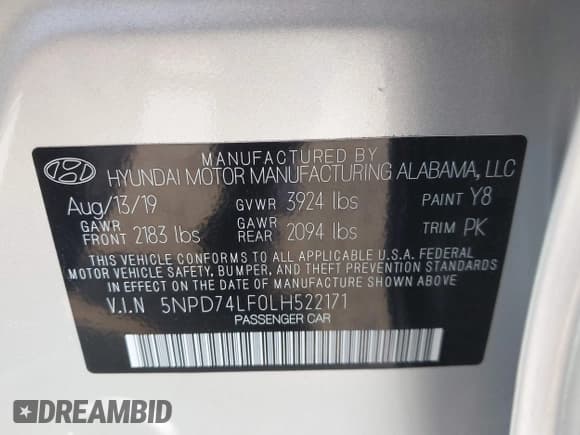 MANUFACTURED BY
HYUNDAI MOTOR MANUFACTURING ALABAMA, LLC
Aug/13/19 GVWR 3924 lbs PAINT Y8
GAWR FRONT 2183 lbs GAWR REAR 2094 lbs TRIM PK
THIS VEHICLE CONFORMS TO ALL APPLICABLE U.S.A. FEDERAL
MOTOR VEHICLE SAFETY, BUMPER, AND THEFT PREVENTION STANDARDS
IN EFFECT ON THE DATE OF MANUFACTURE SHOWN ABOVE
V.I.N 5NPD74LF0LH522171
PASSENGER CAR
DREAMBID